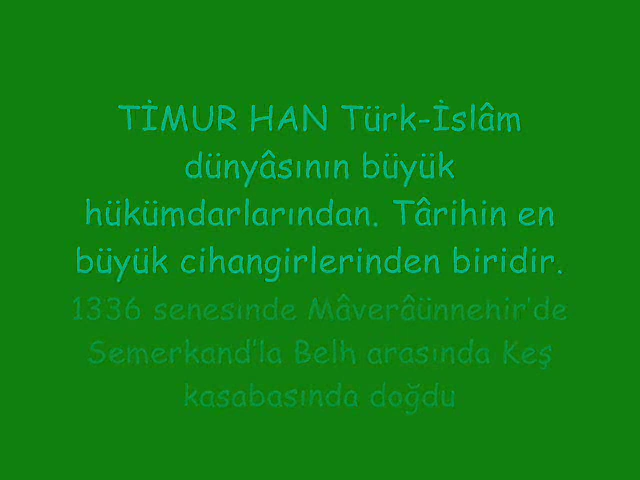 TİMUR HAN Türk-İslâm
dünyâsının büyük
hükümdarlarından. Târihin en
büyük cihangirlerinden biridir.
1336 senesinde Mâverâünnehir’de
Semerkand’la Belh arasında Keş
kasabasında doğdu